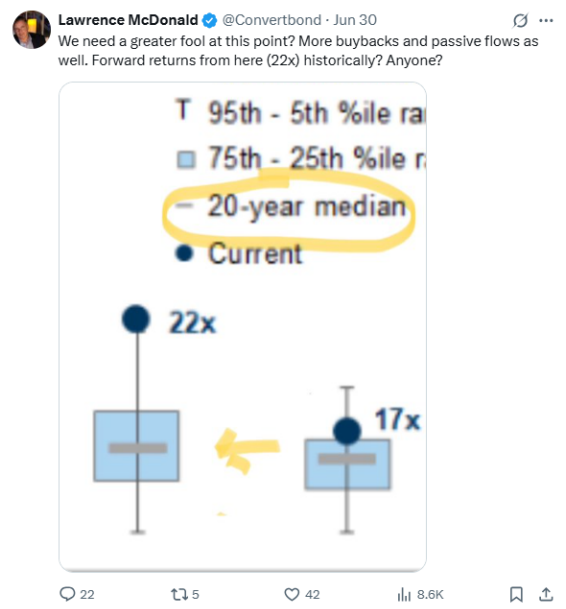 Lawrence McDonald @Convertbond · Jun 30
We need a greater fool at this point? More buybacks and passive flows as
well. Forward returns from here (22x) historically? Anyone?
95th - 5th %ile ra
75th - 25th %ile r
20-year median
Current
22x
17x
22 5 42 8.6K